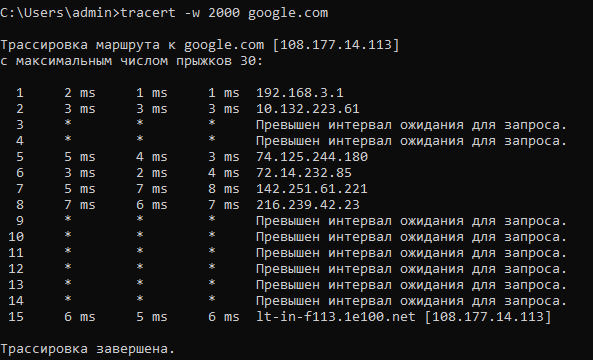 C:\Users\admin>tracert -w 2000 google.com
Трассировка маршрута к google.com [108.177.14.113]
с максимальным числом прыжков 30:
1 2 ms 1 ms 1 ms 192.168.3.1
2 3 ms 3 ms 3 ms 10.132.223.61
3 * * * Превышен интервал ожидания для запроса.
4 * * * Превышен интервал ожидания для запроса.
5 5 ms 4 ms 3 ms 74.125.244.180
6 3 ms 2 ms 4 ms 72.14.232.85
7 5 ms 7 ms 8 ms 142.251.61.221
8 7 ms 6 ms 7 ms 216.239.42.23
9 * * * Превышен интервал ожидания для запроса.
10 * * * Превышен интервал ожидания для запроса.
11 * * * Превышен интервал ожидания для запроса.
12 * * * Превышен интервал ожидания для запроса.
13 * * * Превышен интервал ожидания для запроса.
14 * * * Превышен интервал ожидания для запроса.
15 6 ms 5 ms 6 ms lt-in-f113.1e100.net [108.177.14.113]
Трассировка завершена.